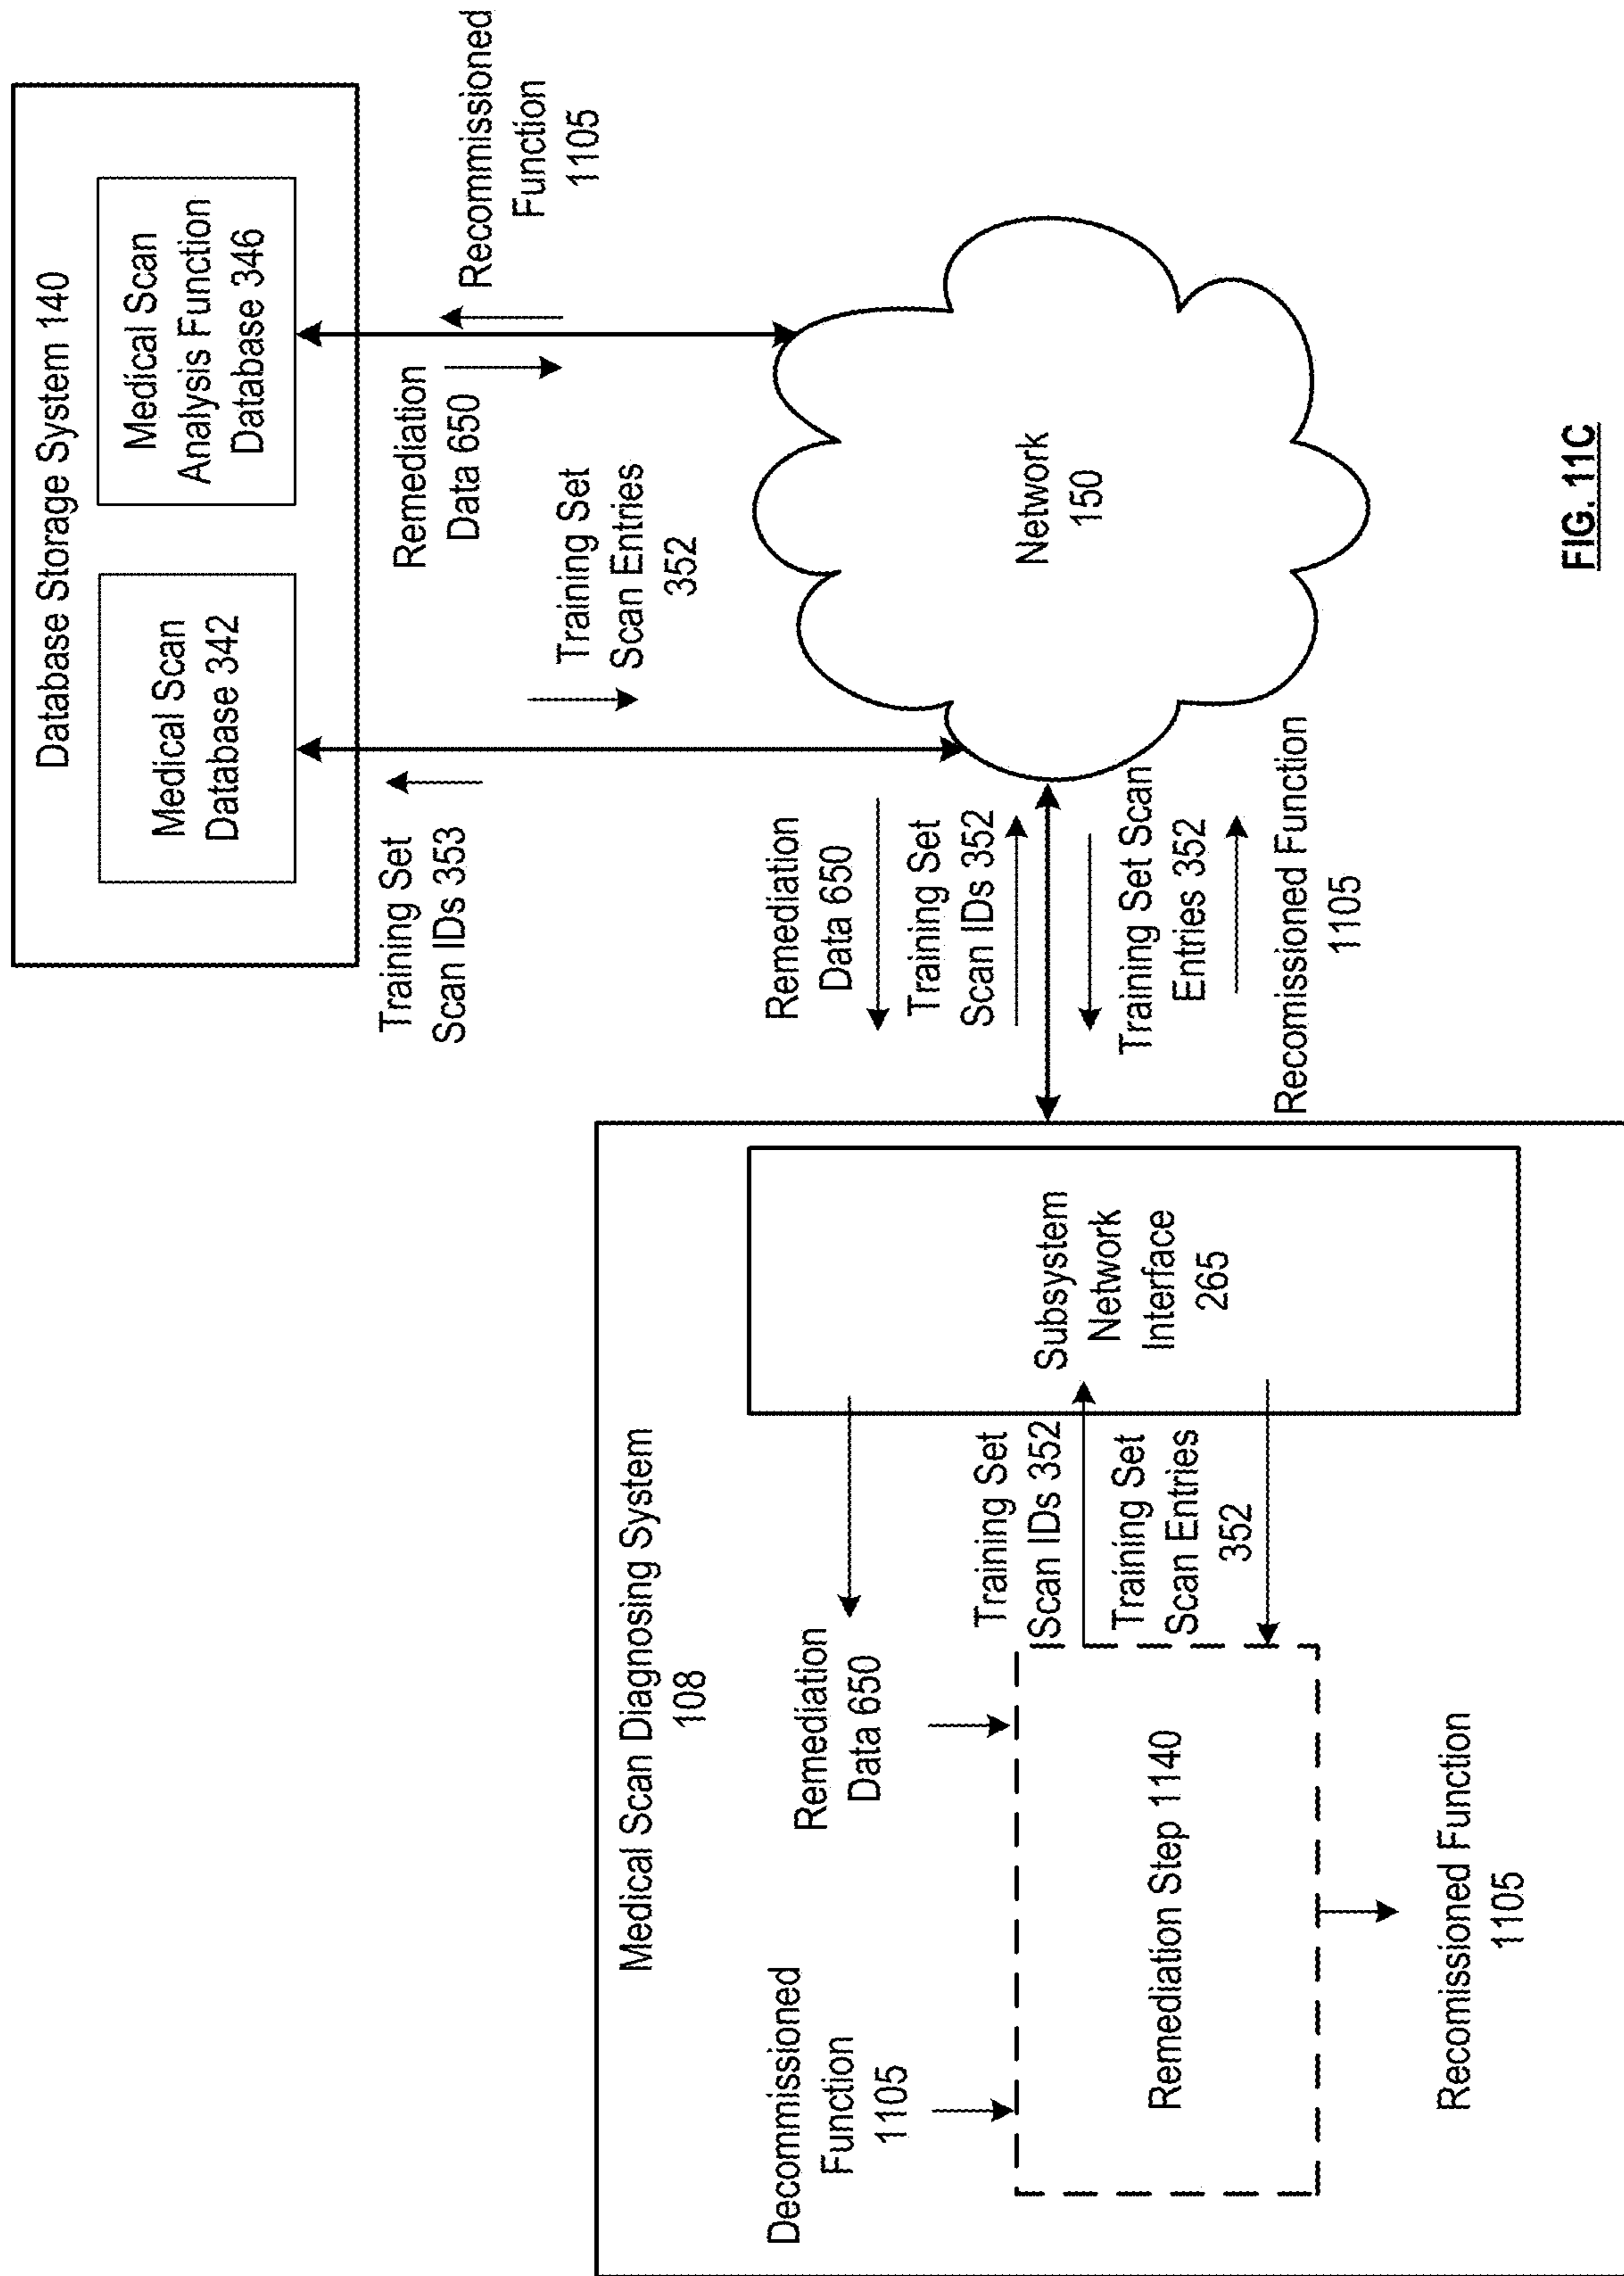 Database Storage System 140
Medical Scan
Database 342
Medical Scan
Analysis Function
Database 346
Training Set
Scan IDs 353
Training Set
Scan Entries
352
Remediation
Data 650
Recommissioned
Function
1105
Medical Scan Diagnosing System
108
Decommissioned
Function
1105
Remediation
Data 650
Remediation Step 1140
Training Set
Scan IDs 352
Training Set
Scan Entries
352
Recomissioned Function
1105
Subsystem
Network
Interface
265
Remediation
Data 650
Training Set
Scan IDs 352
Training Set Scan
Entries 352
Recomissioned Function
1105
Network
150
FIG. 11C